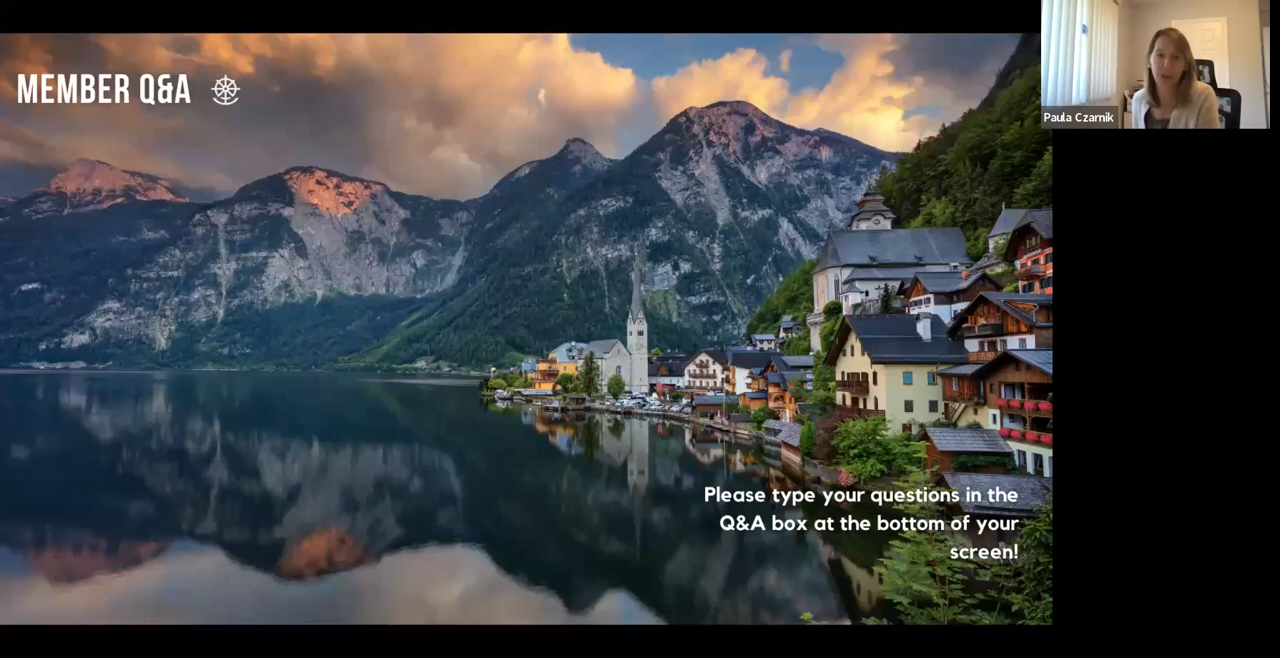 MEMBER Q&A
Paula Czarnik
Please type your questions in the
Q&A box at the bottom of your
screen!